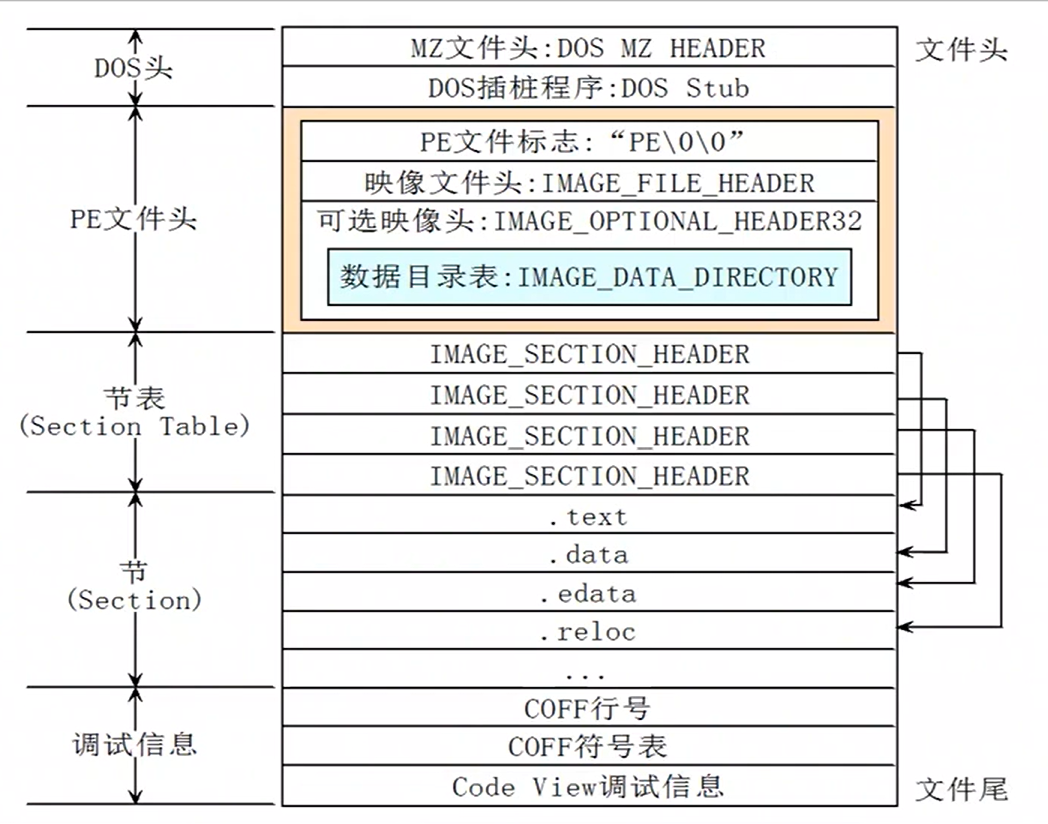 MZ文件头:DOS MZ HEADER
文件头
DOS头
DOS插桩程序:DOS Stub
PE文件标志:“PE\0\0”
映像文件头:IMAGE_FILE_HEADER
PE文件头
可选映像头:IMAGE_OPTIONAL_HEADER32
数据目录表:IMAGE_DATA_DIRECTORY
IMAGE_SECTION_HEADER
IMAGE_SECTION_HEADER
节表
(Section Table)
IMAGE_SECTION_HEADER
IMAGE_SECTION_HEADER
.text
.data
节
(Section)
.edata
.reloc
...
COFF行号
调试信息
COFF符号表
Code View调试信息
文件尾